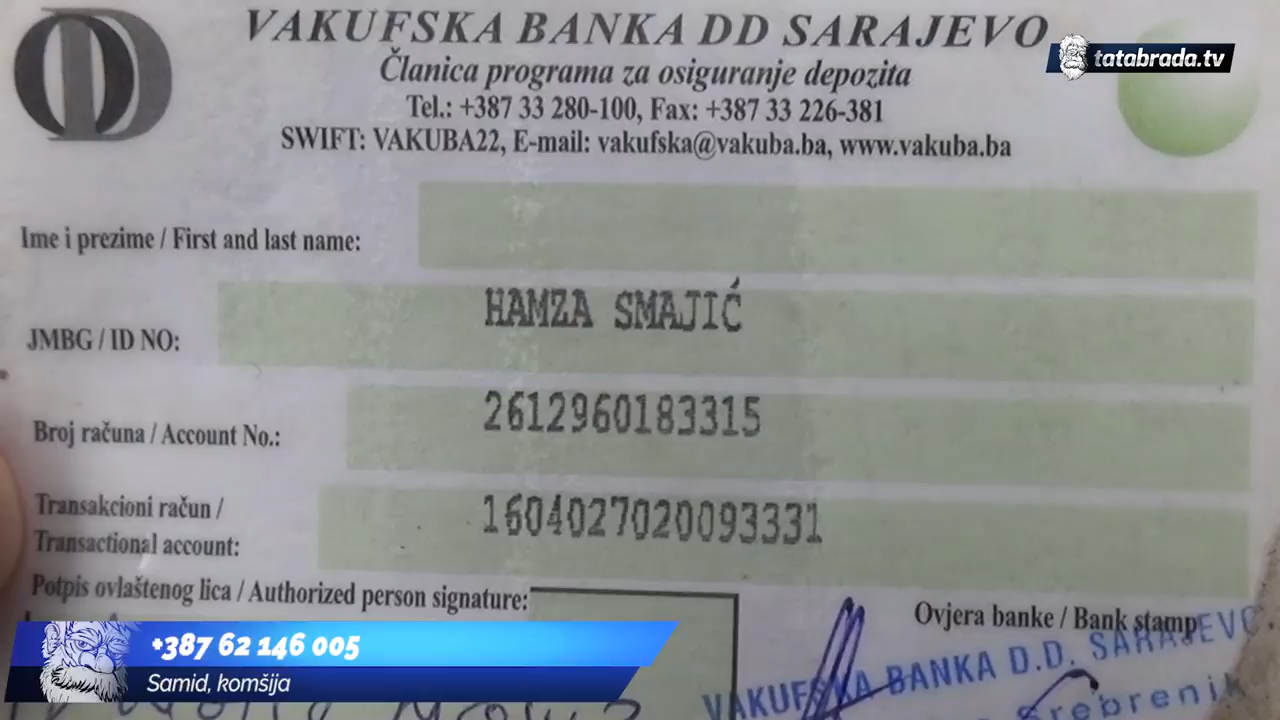 VAKUFSKA BANKA DD SARAJEVO
tatabrada.tv
Članica programa za osiguranje depozita
Tel.: +387 33 280-100, Fax: +387 33 226-381
SWIFT: VAKUBA22, E-mail: vakufska@vakuba.ba, www.vakuba.ba
Ime i prezime / First and last name:
HAMZA SMAJIĆ
JMBG / ID NO:
2612960183315
Broj računa / Account No.:
1604027020093331
Transakcioni račun /
Transactional account:
Potpis ovlaštenog lica / Authorized person signature:
Ovjera banke / Bank stamp
VAKUFSKA BANKA D.D. SARAJEVO
Srebrenik
+387 62 146 005
Samid, komšija